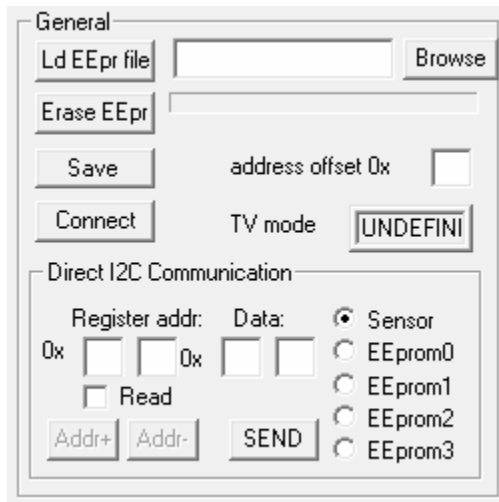 General
Ld EEpr file Browse
Erase EEpr
Save address offset 0x
Connect TV mode UNDEFINI
Direct I2C Communication
Register addr: Data: Sensor
0x 0x EEprom0
Read EEprom1
Addr+ Addr- SEND EEprom2
EEprom3